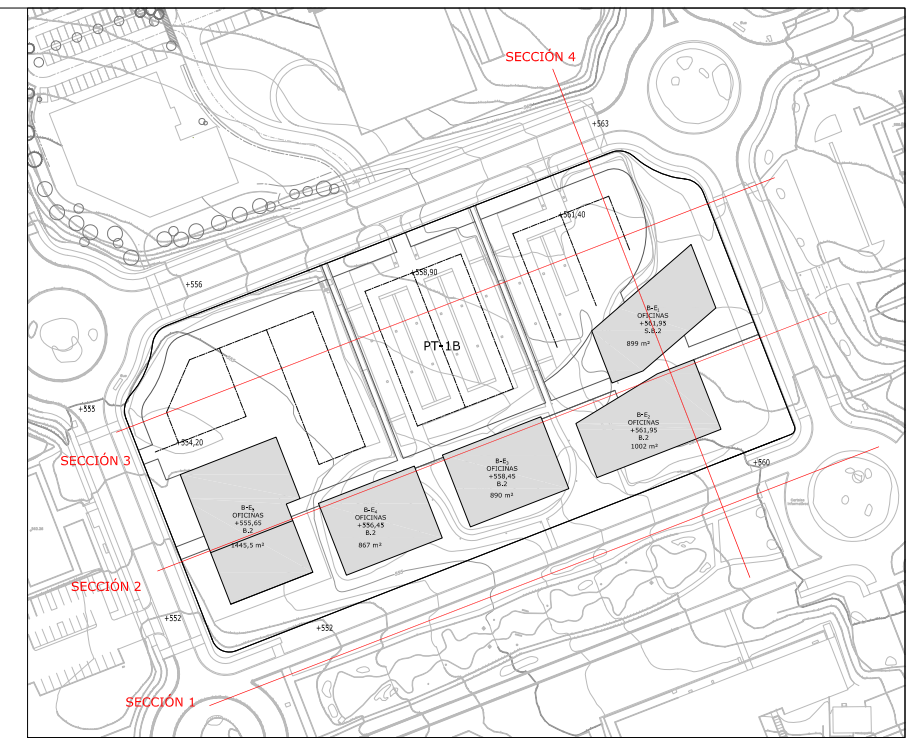 SECCIÓN 4
+563
+561,40
+558,90
+556
B-E₁
OFICINAS
+561,95
S.B.2
899 m²
PT-1B
+555
B-E₂
OFICINAS
+561,95
B.2
1002 m²
+554,20
SECCIÓN 3
+560
B-E₃
OFICINAS
+558,45
B.2
890 m²
B-E₄
OFICINAS
+556,45
B.2
867 m²
B-E₅
OFICINAS
+555,65
B.2
1445,5 m²
SECCIÓN 2
+552
+552
SECCIÓN 1